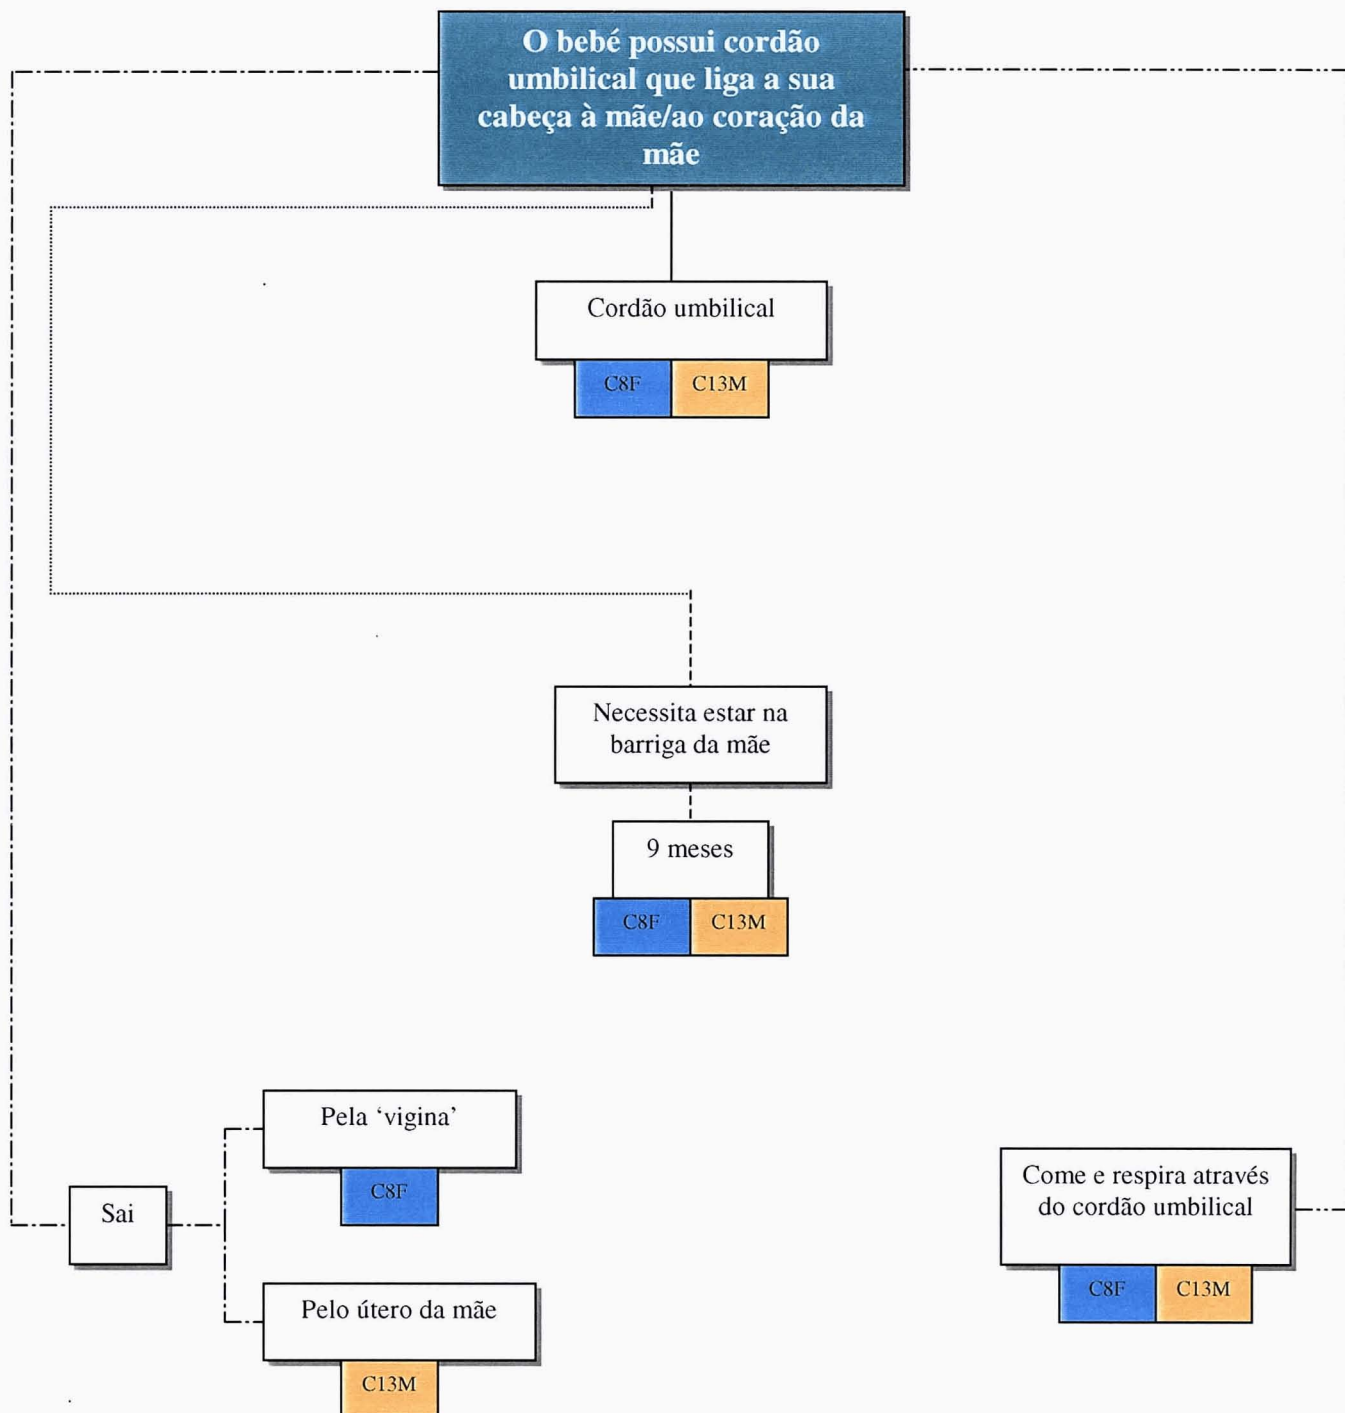 O bebé possui cordão
umbilical que liga a sua
cabeça à mãe/ao coração da
mãe
Cordão umbilical
C8F
C13M
Necessita estar na
barriga da mãe
9 meses
C8F
C13M
Sai
Pela ‘vigina’
C8F
Pelo útero da mãe
C13M
Come e respira através
do cordão umbilical
C8F
C13M